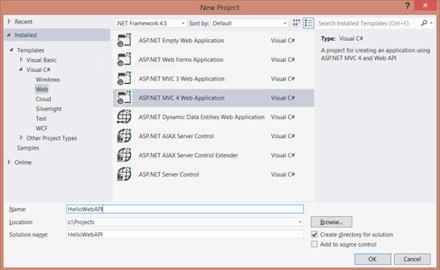 New Project
? ×
Recent
.NET Framework 4.5 Sort by: Default
Search Installed Templates (Ctrl+E)
Installed
Templates
Visual Basic
Visual C#
Windows
Web
Cloud
Silverlight
Test
WCF
Other Project Types
Samples
Online
ASP.NET Empty Web Application Visual C#
ASP.NET Web Forms Application Visual C#
ASP.NET MVC 3 Web Application Visual C#
ASP.NET MVC 4 Web Application Visual C#
ASP.NET Dynamic Data Entities Web Application Visual C#
ASP.NET AJAX Server Control Visual C#
ASP.NET AJAX Server Control Extender Visual C#
ASP.NET Server Control Visual C#
Type: Visual C#
A project for creating an application using
ASP.NET MVC 4 and Web API
Name: HelloWebAPI
Location: c:\Projects
Browse...
Solution name: HelloWebAPI
Create directory for solution
Add to source control
OK Cancel